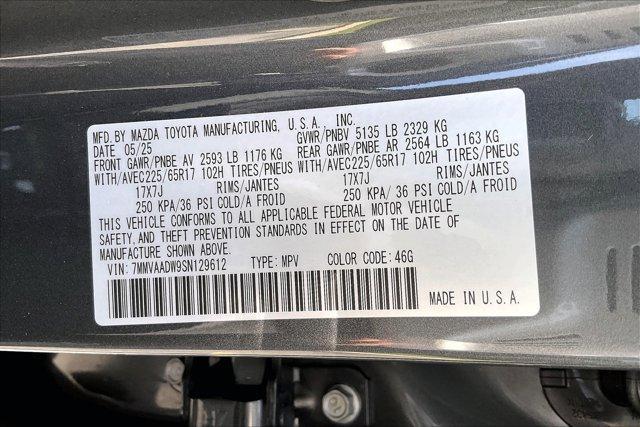 MFD. BY MAZDA TOYOTA MANUFACTURING, U.S.A., INC.
DATE 05/25 GVWR/PNBV 5135 LB 2329 KG
FRONT GAWR/PNBE AV 2593 LB 1176 KG REAR GAWR/PNBE AR 2564 LB 1163 KG
WITH/AVEC225/65R17 102H TIRES/PNEUS WITH/AVEC225/65R17 102H TIRES/PNEUS
17X7J RIMS/JANTES 17X7J RIMS/JANTES
250 KPA/36 PSI COLD/A FROID 250 KPA/36 PSI COLD/A FROID
THIS VEHICLE CONFORMS TO ALL APPLICABLE FEDERAL MOTOR VEHICLE
SAFETY, AND THEFT PREVENTION STANDARDS IN EFFECT ON THE DATE OF
MANUFACTURE SHOWN ABOVE.
VIN: 7MMVAADW9SN129612 TYPE: MPV COLOR CODE: 46G
MADE IN U.S.A.